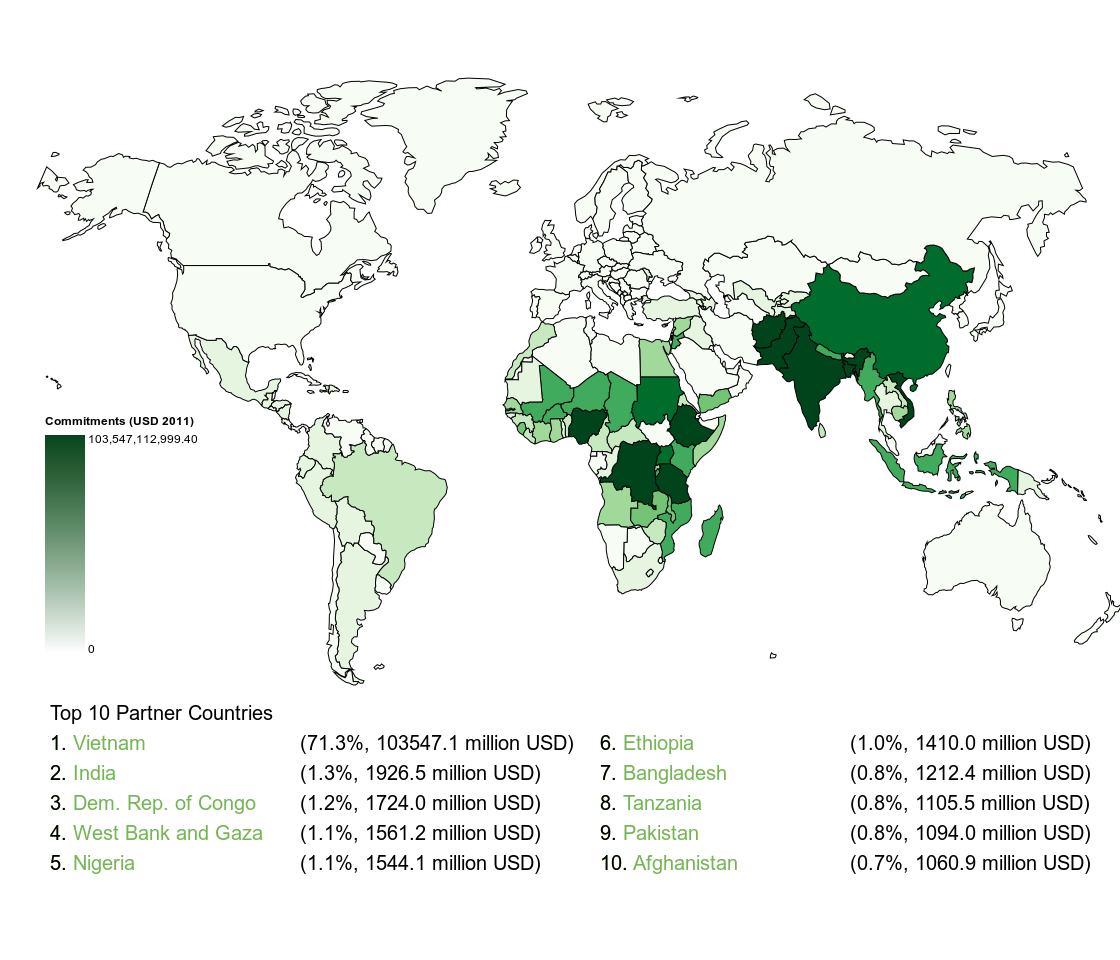 Commitments (USD 2011)
103,547,112,999.40
0
Top 10 Partner Countries
1. Vietnam (71.3%, 103547.1 million USD)
2. India (1.3%, 1926.5 million USD)
3. Dem. Rep. of Congo (1.2%, 1724.0 million USD)
4. West Bank and Gaza (1.1%, 1561.2 million USD)
5. Nigeria (1.1%, 1544.1 million USD)
6. Ethiopia (1.0%, 1410.0 million USD)
7. Bangladesh (0.8%, 1212.4 million USD)
8. Tanzania (0.8%, 1105.5 million USD)
9. Pakistan (0.8%, 1094.0 million USD)
10. Afghanistan (0.7%, 1060.9 million USD)